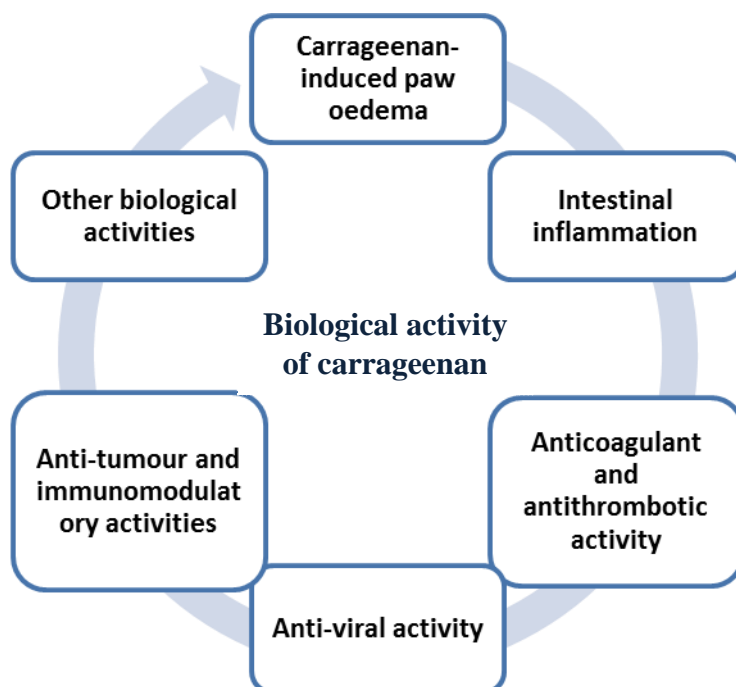 Carrageenan-
induced paw
oedema
Intestinal
inflammation
Anticoagulant
and
antithrombotic
activity
Anti-viral activity
Anti-tumour and
immunomodulat
ory activities
Other biological
activities
Biological activity
of carrageenan